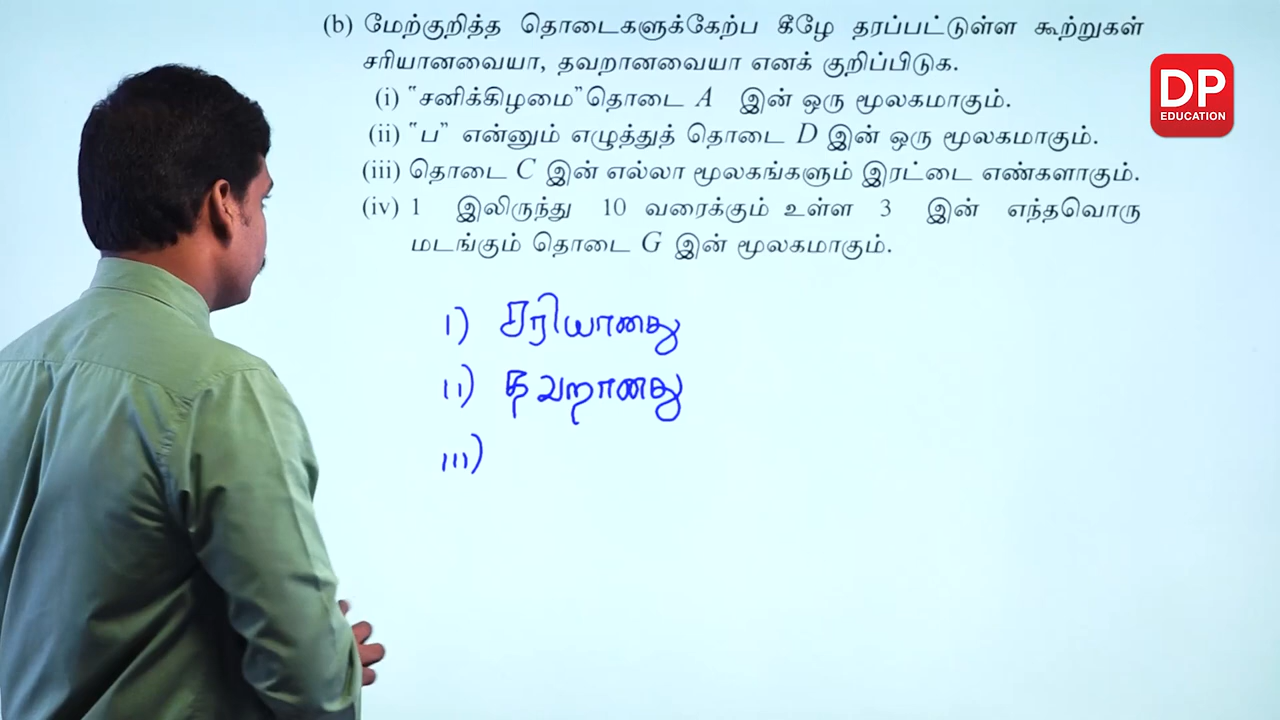 (b) மேற்குறித்த தொடைகளுக்கேற்ப கீழே தரப்பட்டுள்ள கூற்றுகள்
சரியானவையா, தவறானவையா எனக் குறிப்பிடுக.
(i) "சனிக்கிழமை" தொடை A இன் ஒரு மூலகமாகும்.
(ii) "ப" என்னும் எழுத்துத் தொடை D இன் ஒரு மூலகமாகும்.
(iii) தொடை C இன் எல்லா மூலகங்களும் இரட்டை எண்களாகும்.
(iv) 1 இலிருந்து 10 வரைக்கும் உள்ள 3 இன் எந்தவொரு
மடங்கும் தொடை G இன் மூலகமாகும்.
DP
EDUCATION
i) சரியானது
ii) தவறானது
iii)